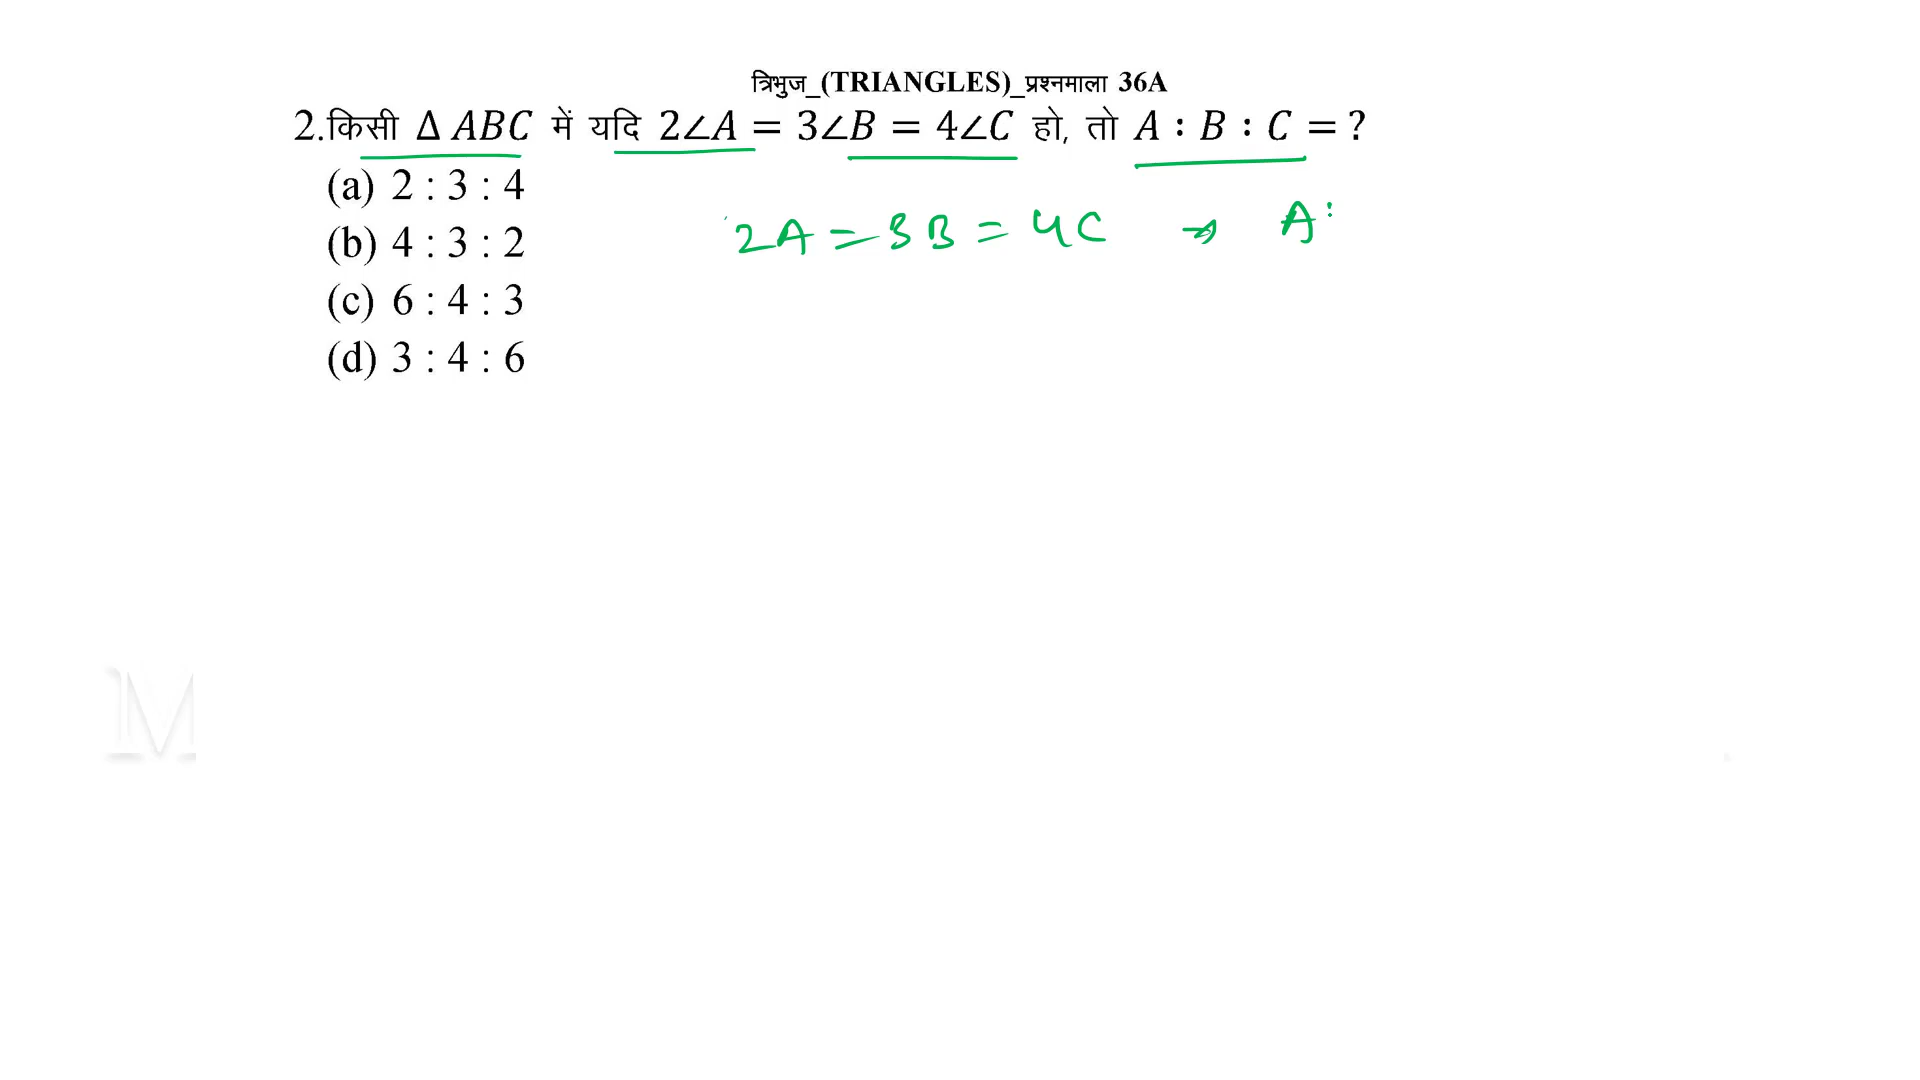 त्रिभुज_(TRIANGLES)_प्रश्नमाला 36A
2.किसी Δ ABC में यदि 2∠A = 3∠B = 4∠C हो, तो A : B : C = ?
(a) 2 : 3 : 4
2A = 3B = 4C → A :
(b) 4 : 3 : 2
(c) 6 : 4 : 3
(d) 3 : 4 : 6
M